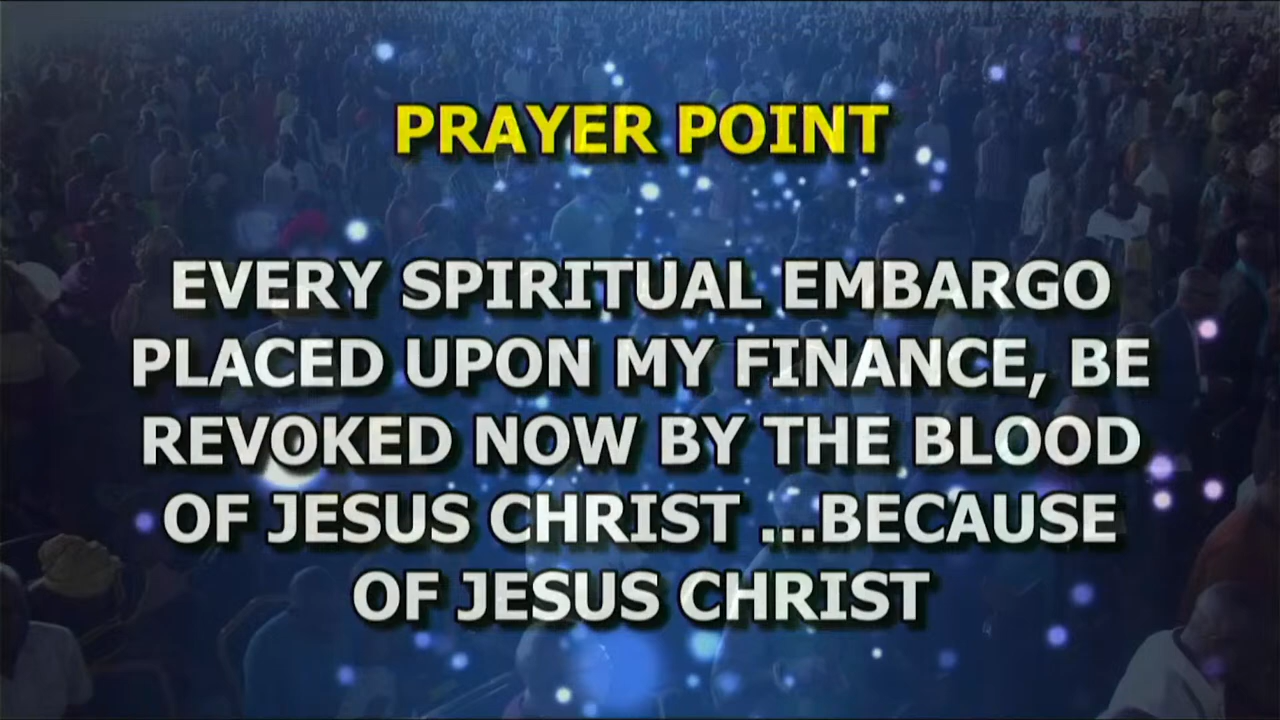 PRAYER POINT
EVERY SPIRITUAL EMBARGO
PLACED UPON MY FINANCE, BE
REVOKED NOW BY THE BLOOD
OF JESUS CHRIST ...BECAUSE
OF JESUS CHRIST